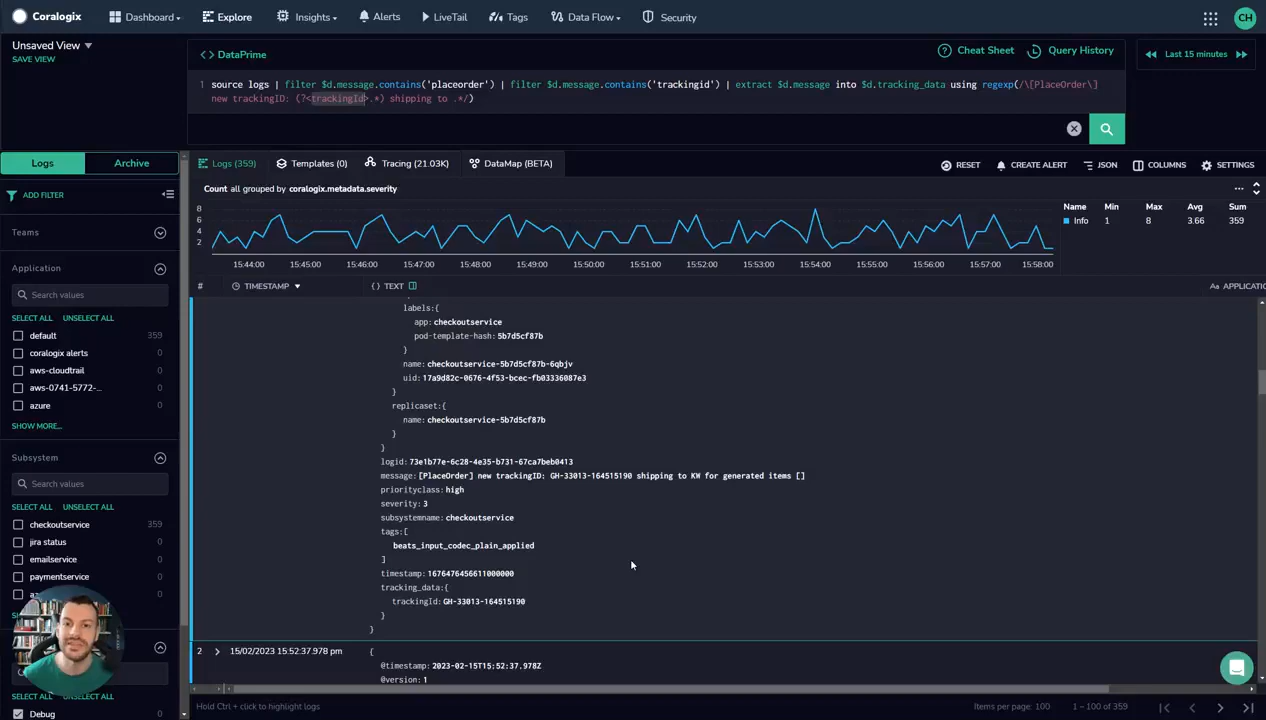 Coralogix
Dashboard
Explore
Insights
Alerts
LiveTail
Tags
Data Flow
Security
CH
Unsaved View
SAVE VIEW
<> DataPrime
Cheat Sheet
Query History
Last 15 minutes
1 source logs | filter $d.message.contains('placeorder') | filter $d.message.contains('trackingid') | extract $d.message into $d.tracking_data using regexp(/\[PlaceOrder\]
new trackingID: (?<trackingId>.*) shipping to .*/)
Logs
Archive
ADD FILTER
Teams
Application
Search values
SELECT ALL UNSELECT ALL
default 359
coralogix alerts 0
aws-cloudtrail 0
aws-0741-5772-... 0
azure 0
SHOW MORE...
Subsystem
Search values
SELECT ALL UNSELECT ALL
checkoutservice 359
jira status 0
emailservice 0
paymentservice 0
0
SELECT ALL UNSELECT ALL
Debug 0
Logs (359)
Templates (0)
Tracing (21.03K)
DataMap (BETA)
RESET
CREATE ALERT
JSON
COLUMNS
SETTINGS
Count all grouped by coralogix.metadata.severity
8
6
4
2
15:44:00 15:45:00 15:46:00 15:47:00 15:48:00 15:49:00 15:50:00 15:51:00 15:52:00 15:53:00 15:54:00 15:55:00 15:56:00 15:57:00 15:58:00
Name Min Max Avg Sum
Info 1 8 3.66 359
# TIMESTAMP {} TEXT Aa APPLICATIO
labels:{
app: checkoutservice
pod-template-hash: 5b7d5cf87b
}
name: checkoutservice-5b7d5cf87b-6qbjv
uid: 17a9d82c-0676-4f53-bcec-fb03336087e3
}
replicaset:{
name: checkoutservice-5b7d5cf87b
}
}
logid: 73e1b77e-6c28-4e35-b731-67ca7beb0413
message: [PlaceOrder] new trackingID: GH-33013-164515190 shipping to KW for generated items []
priorityclass: high
severity: 3
subsystemname: checkoutservice
tags:[
beats_input_codec_plain_applied
]
timestamp: 1676476456611000000
tracking_data:{
trackingId: GH-33013-164515190
}
}
2 15/02/2023 15:52:37.978 pm {
@timestamp: 2023-02-15T15:52:37.978Z
@version: 1
Hold Ctrl + click to highlight logs
Items per page: 100
1 – 100 of 359